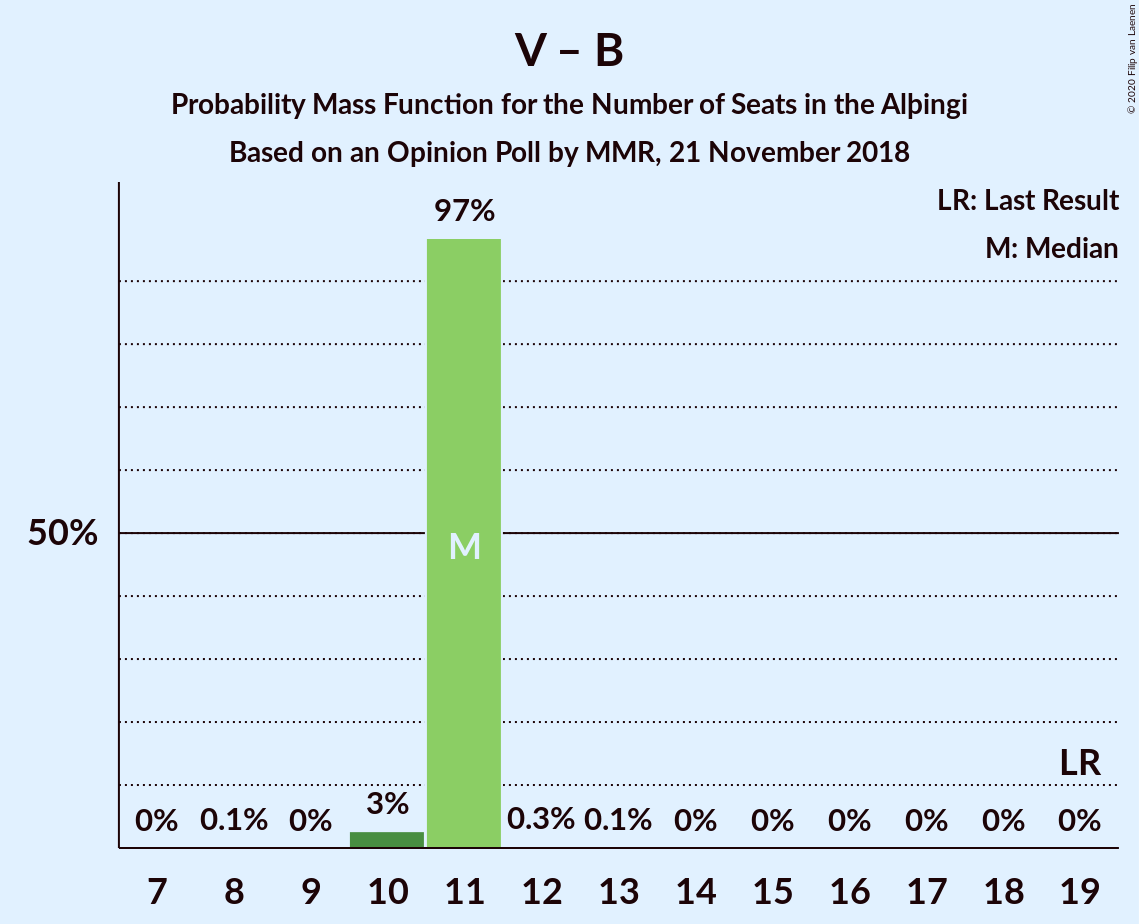 V – B
Probability Mass Function for the Number of Seats in the Alþingi
Based on an Opinion Poll by MMR, 21 November 2018
© 2020 Filip van Laenen
LR: Last Result
M: Median
97%
50%
M
LR
0% 0.1% 0% 3% 0.3% 0.1% 0% 0% 0% 0% 0% 0%
7 8 9 10 11 12 13 14 15 16 17 18 19